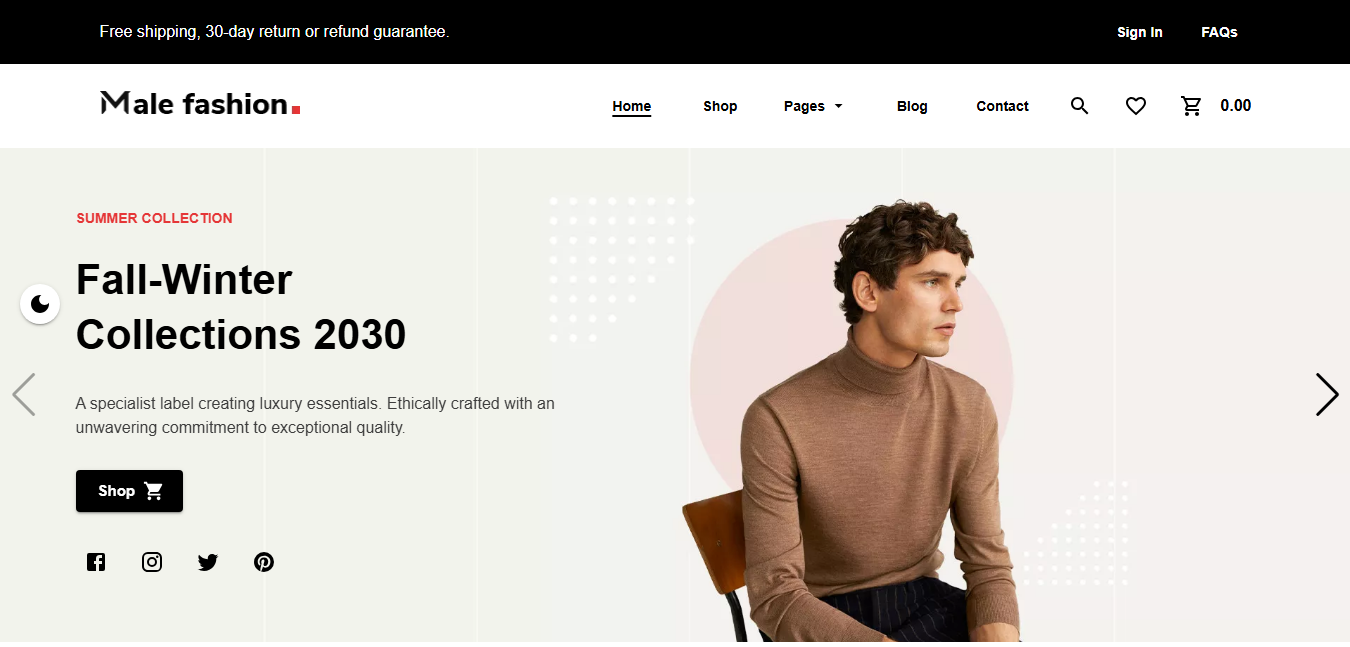 Free shipping, 30-day return or refund guarantee.
Sign In
FAQs
Male fashion.
Home
Shop
Pages
Blog
Contact
0.00
SUMMER COLLECTION
Fall-Winter
Collections 2030
A specialist label creating luxury essentials. Ethically crafted with an
unwavering commitment to exceptional quality.
Shop